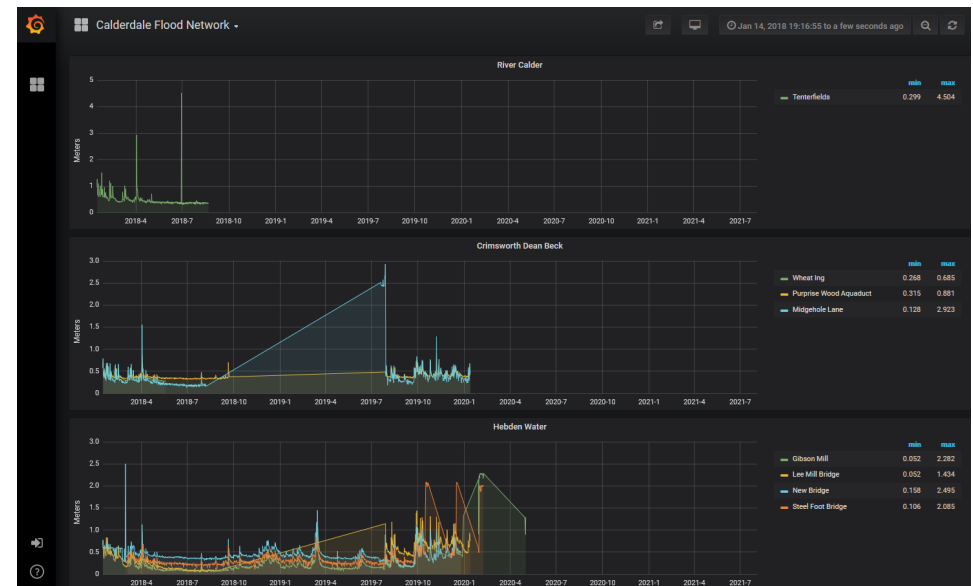 Calderdale Flood Network
Jan 14, 2018 19:16:55 to a few seconds ago
River Calder
min max
Tenterfields 0.299 4.504
Meters
5
4
3
2
1
0
2018-4 2018-7 2018-10 2019-1 2019-4 2019-7 2019-10 2020-1 2020-4 2020-7 2020-10 2021-1 2021-4 2021-7
Crimsworth Dean Beck
min max
Wheat Ing 0.268 0.685
Purprise Wood Aquaduct 0.315 0.881
Midgehole Lane 0.128 2.923
Meters
3.0
2.5
2.0
1.5
1.0
0.5
0
2018-4 2018-7 2018-10 2019-1 2019-4 2019-7 2019-10 2020-1 2020-4 2020-7 2020-10 2021-1 2021-4 2021-7
Hebden Water
min max
Gibson Mill 0.052 2.282
Lee Mill Bridge 0.052 1.434
New Bridge 0.158 2.495
Steel Foot Bridge 0.106 2.085
Meters
3.0
2.5
2.0
1.5
1.0
0.5
0
2018-4 2018-7 2018-10 2019-1 2019-4 2019-7 2019-10 2020-1 2020-4 2020-7 2020-10 2021-1 2021-4 2021-7